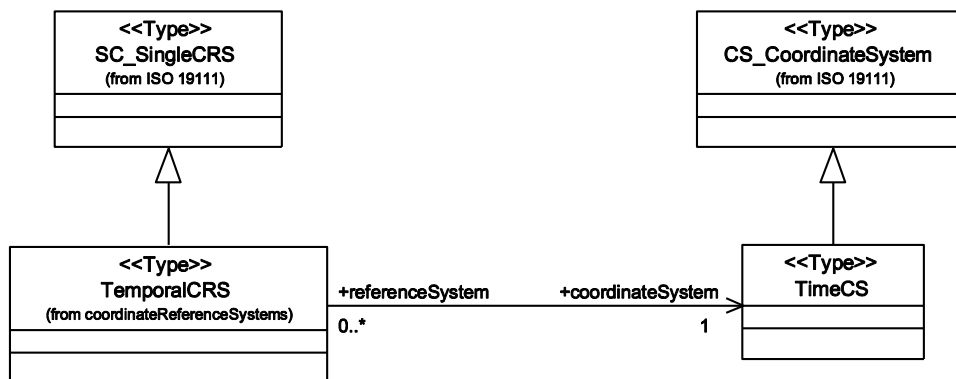 <<Type>>
SC_SingleCRS
(from ISO 19111)
<<Type>>
CS_CoordinateSystem
(from ISO 19111)
<<Type>>
TemporalCRS
(from coordinateReferenceSystems)
+referenceSystem
0..*
+coordinateSystem
1
<<Type>>
TimeCS